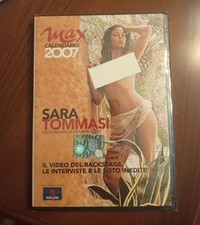 max
CALENDARIO
2007
SARA
TOMMASI
IL VIDEO DEL BACKSTAGE,
LE INTERVISTE E LE FOTO INEDITE